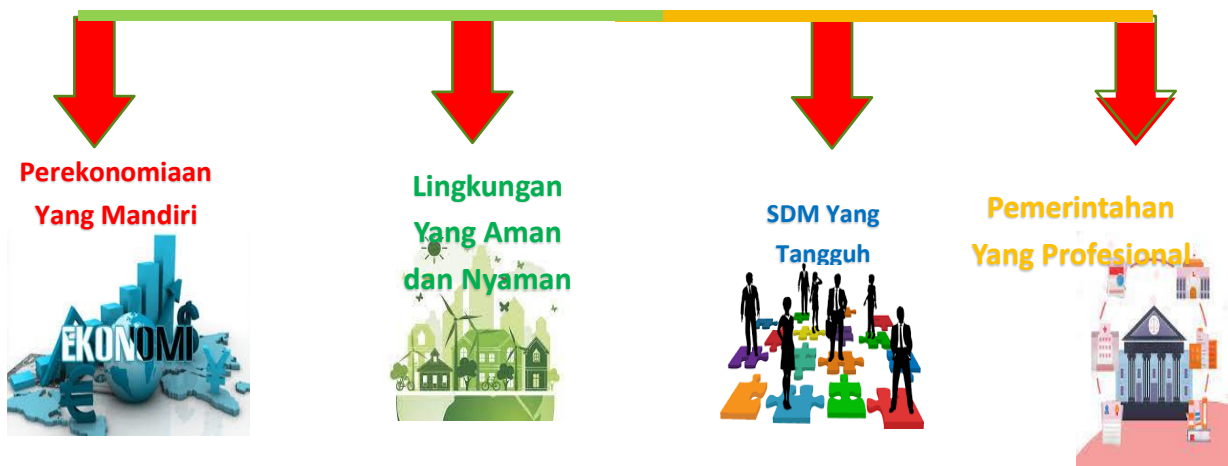 Perekonomiaan
Yang Mandiri
EKONOMI
Lingkungan
Yang Aman
dan Nyaman
SDM Yang
Tangguh
Pemerintahan
Yang Profesional